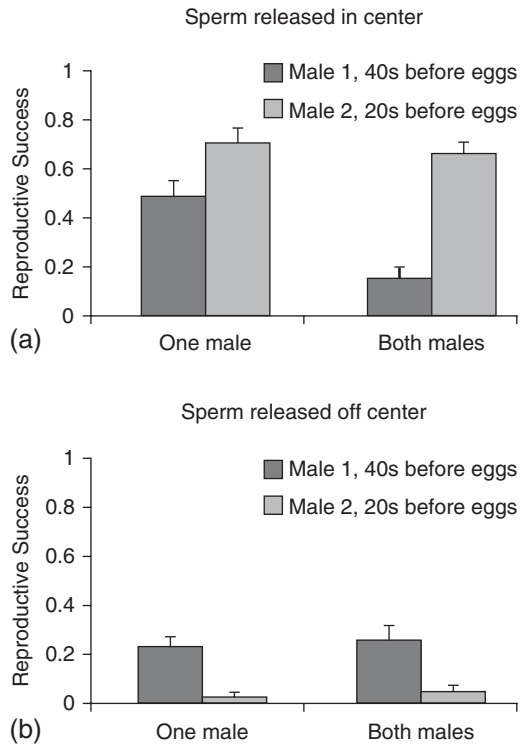 Sperm released in center
Reproductive Success
1
0.8
0.6
0.4
0.2
0
Male 1, 40s before eggs
Male 2, 20s before eggs
(a)
One male
Both males
Sperm released off center
Reproductive Success
1
0.8
0.6
0.4
0.2
0
Male 1, 40s before eggs
Male 2, 20s before eggs
(b)
One male
Both males